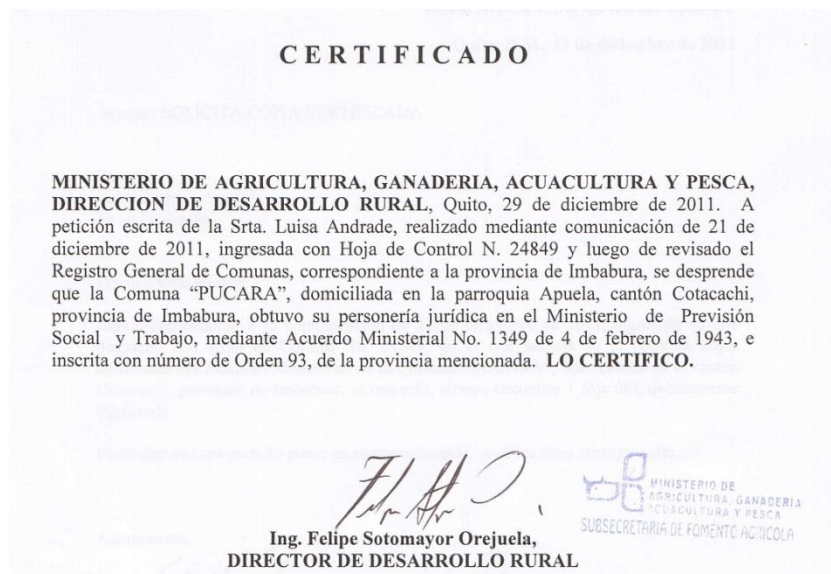 CERTIFICADO
MINISTERIO DE AGRICULTURA, GANADERIA, ACUACULTURA Y PESCA,
DIRECCION DE DESARROLLO RURAL, Quito, 29 de diciembre de 2011. A
petición escrita de la Srta. Luisa Andrade, realizado mediante comunicación de 21 de
diciembre de 2011, ingresada con Hoja de Control N. 24849 y luego de revisado el
Registro General de Comunas, correspondiente a la provincia de Imbabura, se desprende
que la Comuna “PUCARA”, domiciliada en la parroquia Apuela, cantón Cotacachi,
provincia de Imbabura, obtuvo su personería jurídica en el Ministerio de Previsión
Social y Trabajo, mediante Acuerdo Ministerial No. 1349 de 4 de febrero de 1943, e
inscrita con número de Orden 93, de la provincia mencionada. LO CERTIFICO.
MINISTERIO DE
AGRICULTURA, GANADERIA
ACUACULTURA Y PESCA
SUBSECRETARIA DE FOMENTO AGRICOLA
Ing. Felipe Sotomayor Orejuela,
DIRECTOR DE DESARROLLO RURAL